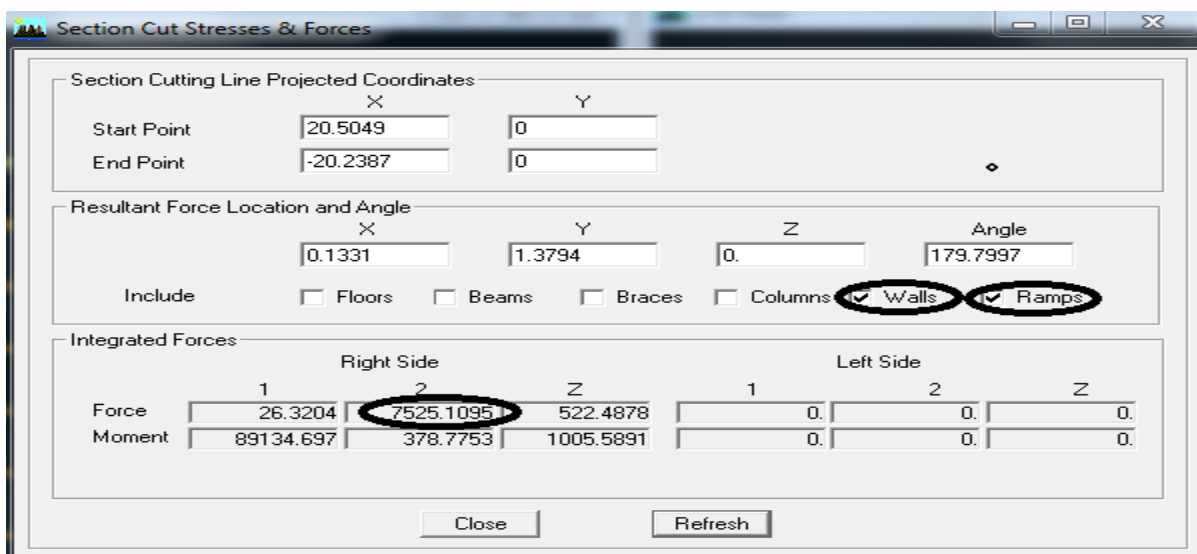 Section Cut Stresses & Forces
Section Cutting Line Projected Coordinates
X Y
Start Point 20.5049 0
End Point -20.2387 0
Resultant Force Location and Angle
X Y Z Angle
0.1331 1.3794 0. 179.7997
Include Floors Beams Braces Columns Walls Ramps
Integrated Forces
Right Side Left Side
1 2 Z 1 2 Z
Force 26.3204 7525.1095 522.4878 0. 0. 0.
Moment 89134.697 378.7753 1005.5891 0. 0. 0.
Close Refresh